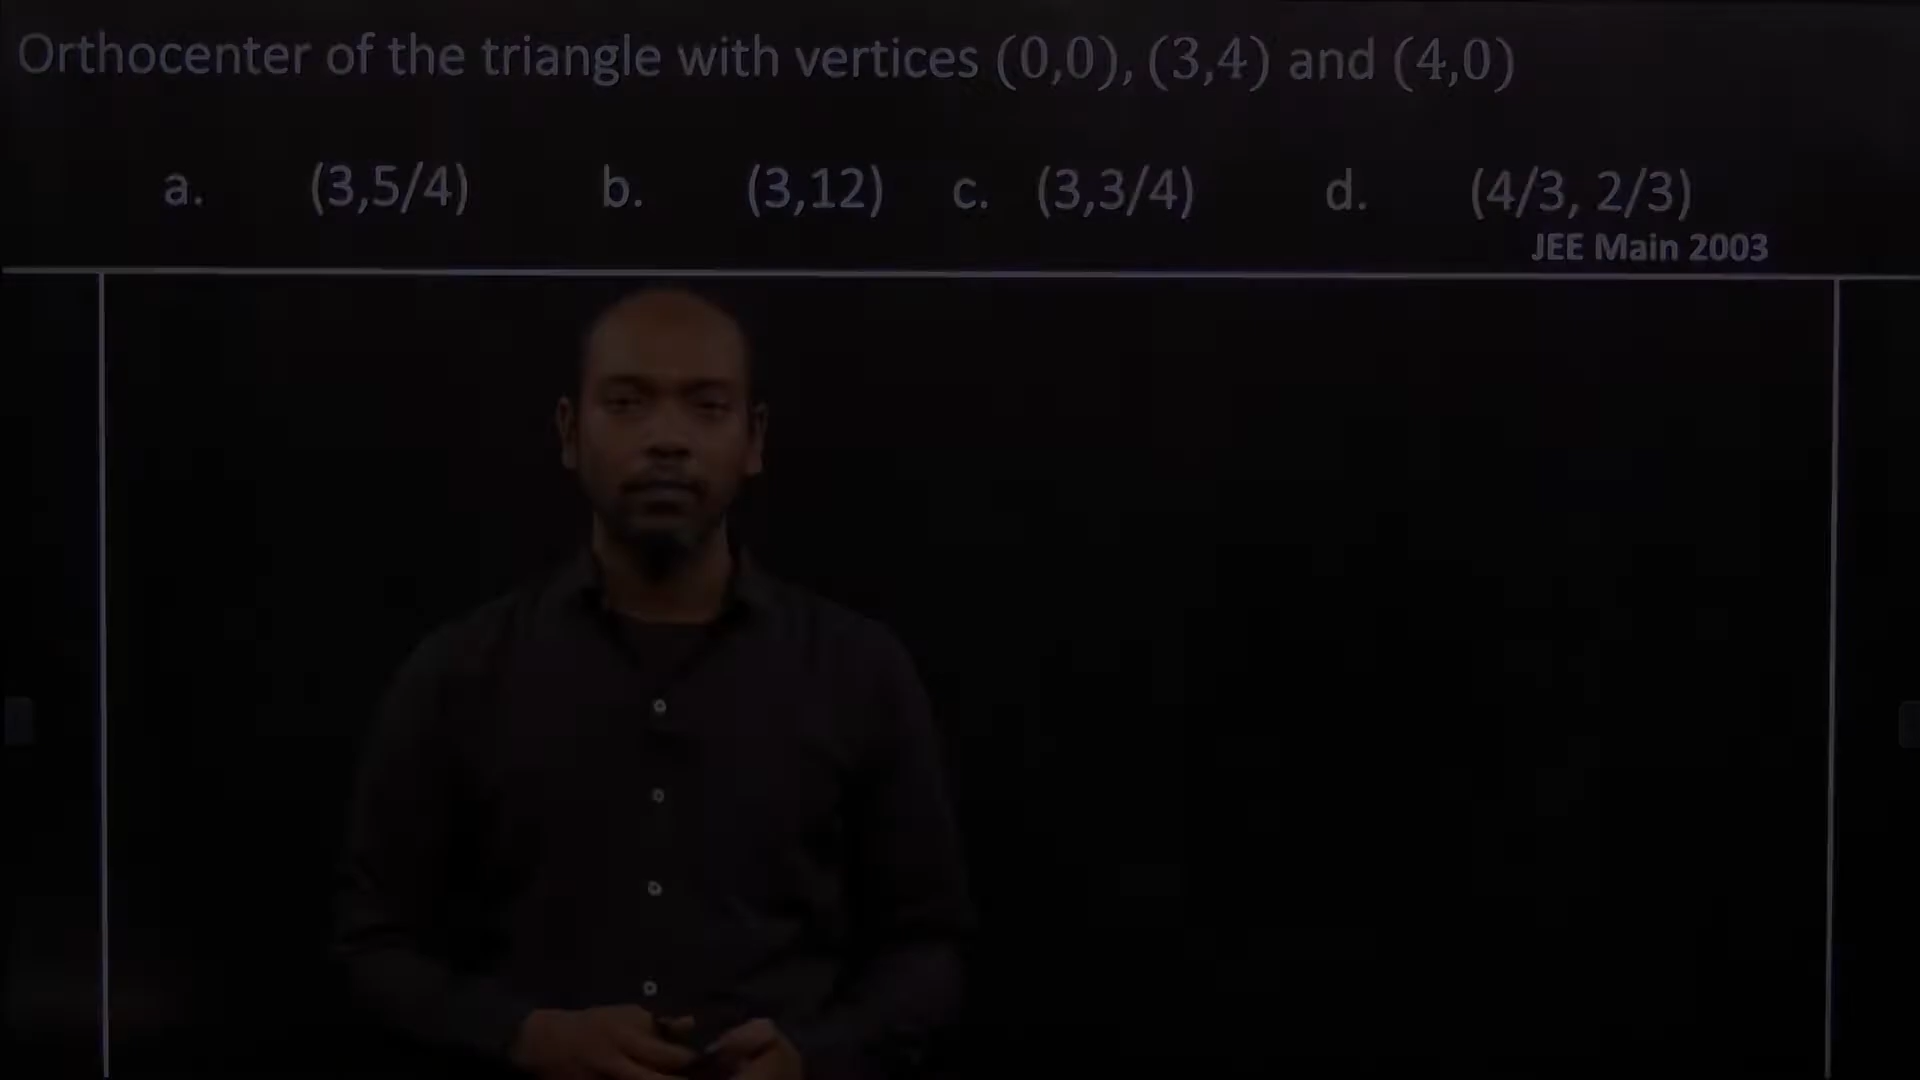 Orthocenter of the triangle with vertices (0,0), (3,4) and (4,0)
a. (3,5/4) b. (3,12) c. (3,3/4) d. (4/3, 2/3)
JEE Main 2003